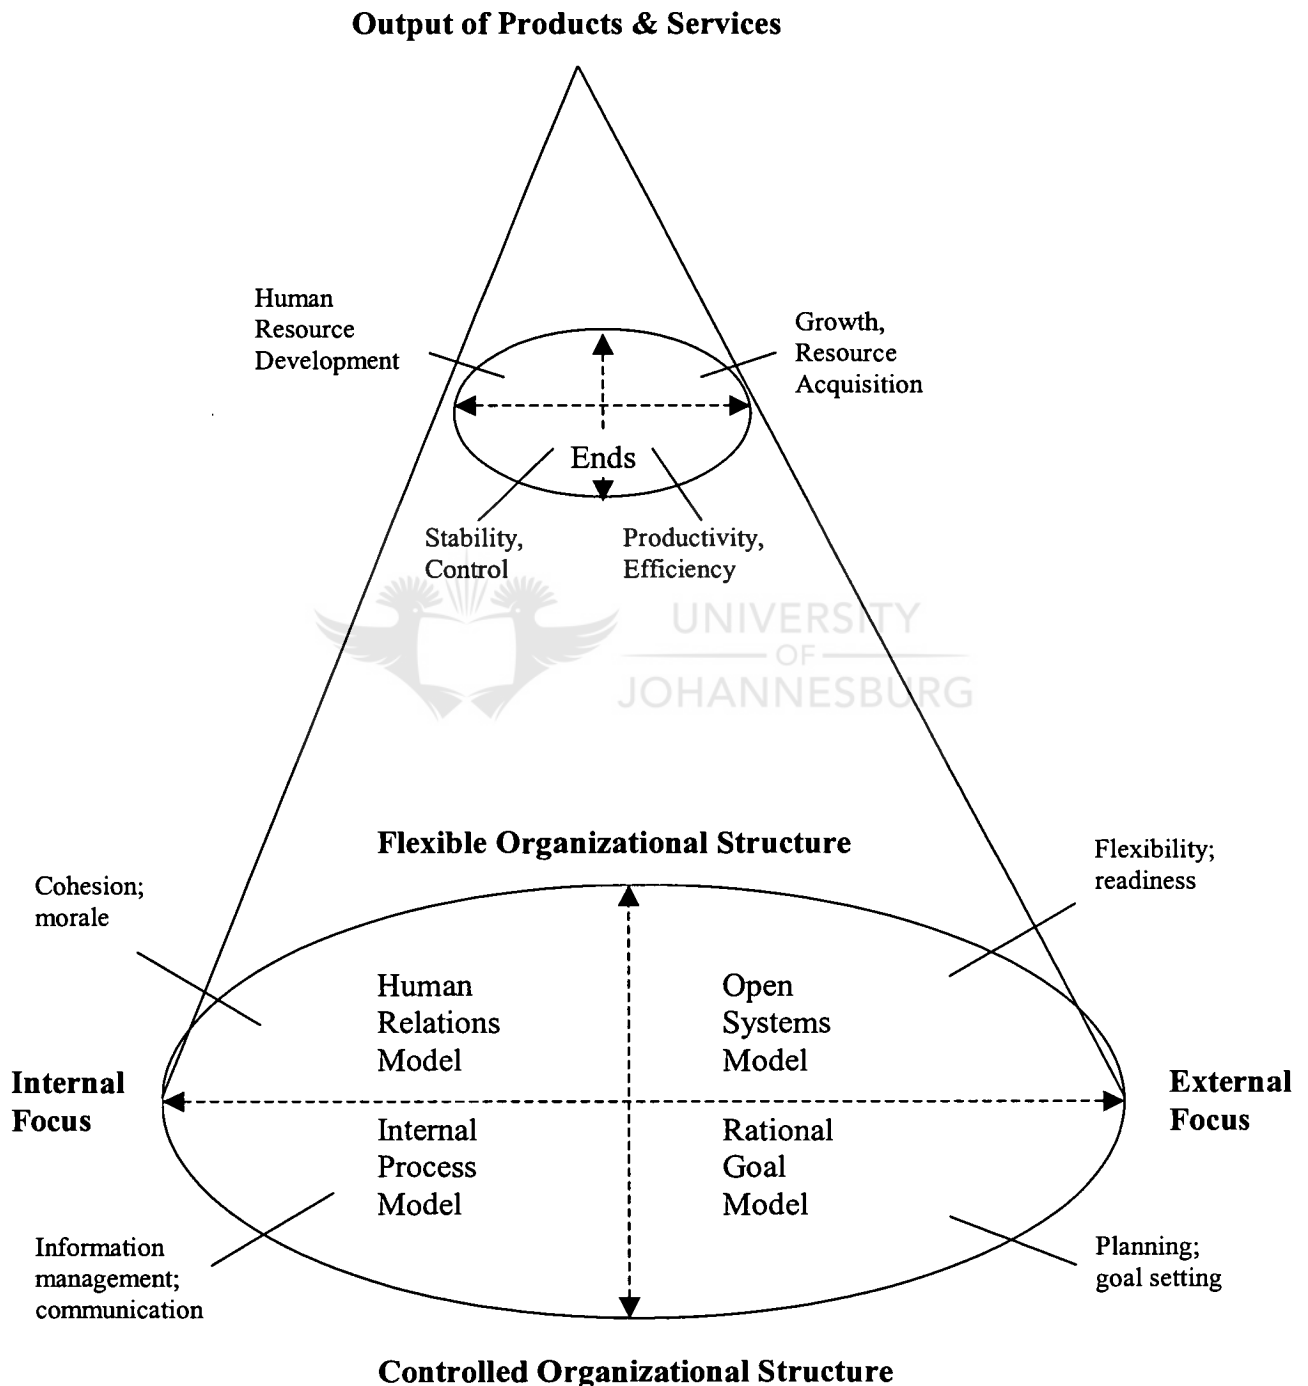 Output of Products & Services
Human
Resource
Development
Growth,
Resource
Acquisition
Ends
Stability,
Control
Productivity,
Efficiency
UNIVERSITY
OF
JOHANNESBURG
Flexible Organizational Structure
Cohesion;
morale
Flexibility;
readiness
Human
Relations
Model
Open
Systems
Model
Internal
Focus
External
Focus
Internal
Process
Model
Rational
Goal
Model
Information
management;
communication
Planning;
goal setting
Controlled Organizational Structure